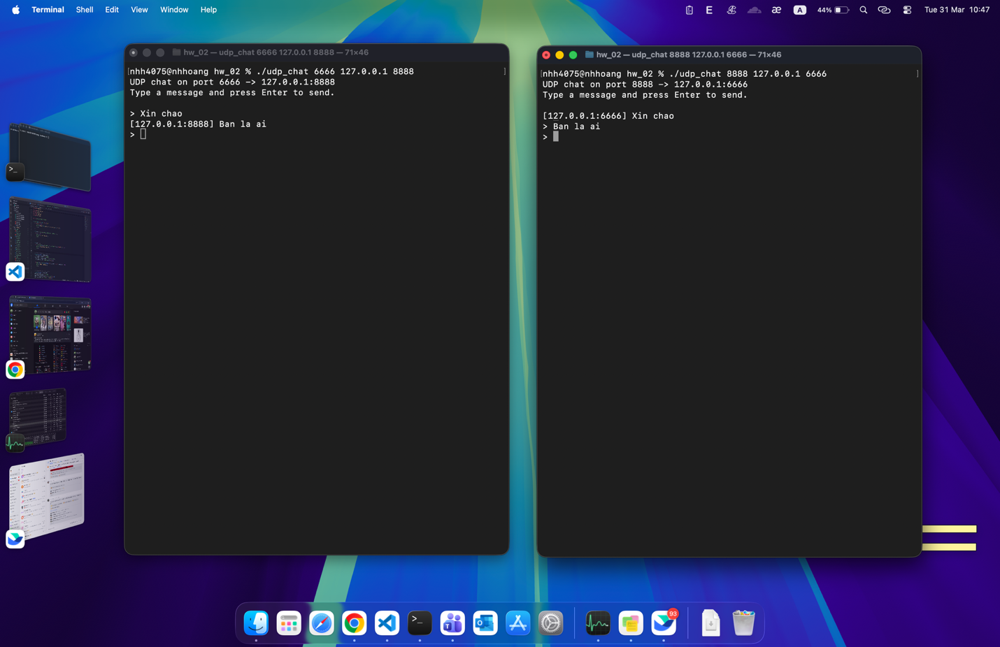 Terminal Shell Edit View Window Help
E æ A 44% Tue 31 Mar 10:47
hw_02 — udp_chat 6666 127.0.0.1 8888 — 71×46
[nhh4075@nhhoang hw_02 % ./udp_chat 6666 127.0.0.1 8888 ]
UDP chat on port 6666 -> 127.0.0.1:8888
Type a message and press Enter to send.
> Xin chao
[127.0.0.1:8888] Ban la ai
>
hw_02 — udp_chat 8888 127.0.0.1 6666 — 71×46
[nhh4075@nhhoang hw_02 % ./udp_chat 8888 127.0.0.1 6666 ]
UDP chat on port 8888 -> 127.0.0.1:6666
Type a message and press Enter to send.
[127.0.0.1:6666] Xin chao
> Ban la ai
>
93